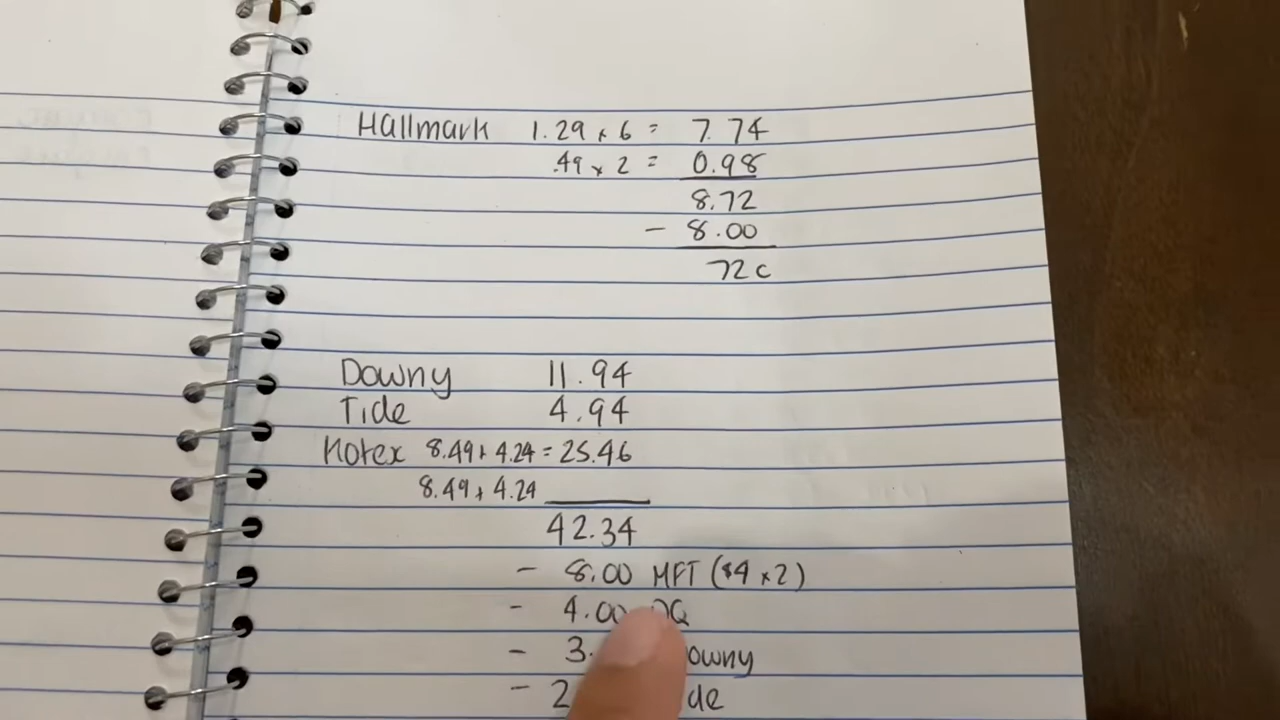 Hallmark 1.29 x 6 = 7.74
.49 x 2 = 0.98
8.72
- 8.00
72c
Downy 11.94
Tide 4.94
Kotex 8.49 + 4.24 = 25.46
8.49 + 4.24
42.34
- 8.00 MFT ($4 x 2)
- 4.00
- 3.
- 2